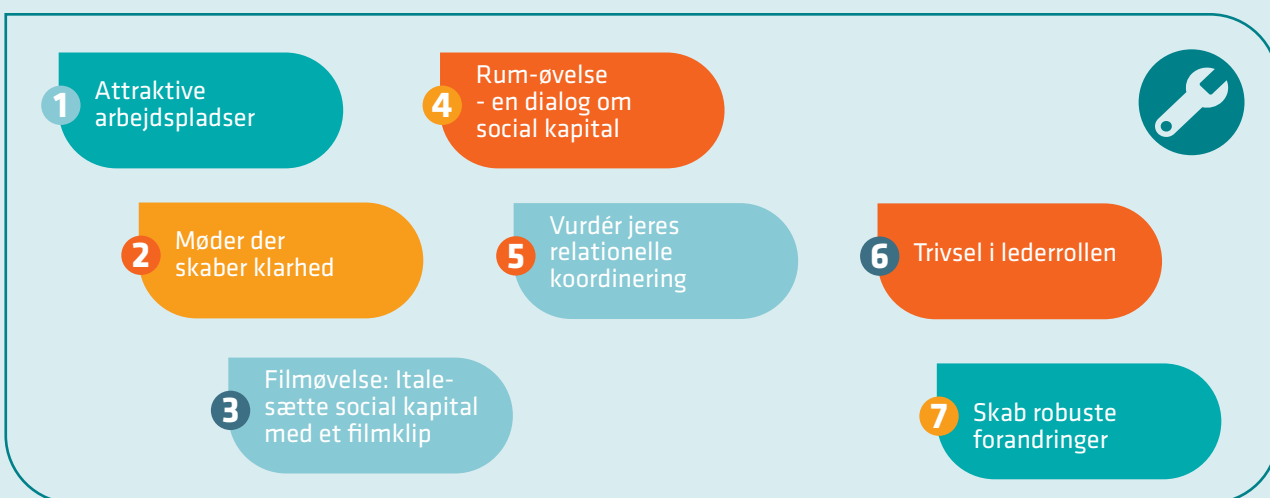 1
Attraktive
arbejdspladser
2
Møder der
skaber klarhed
3
Filmøvelse: Itale-
sætte social kapital
med et filmklip
4
Rum-øvelse
- en dialog om
social kapital
5
Vurdér jeres
relationelle
koordinering
6
Trivsel i lederrollen
7
Skab robuste
forandringer